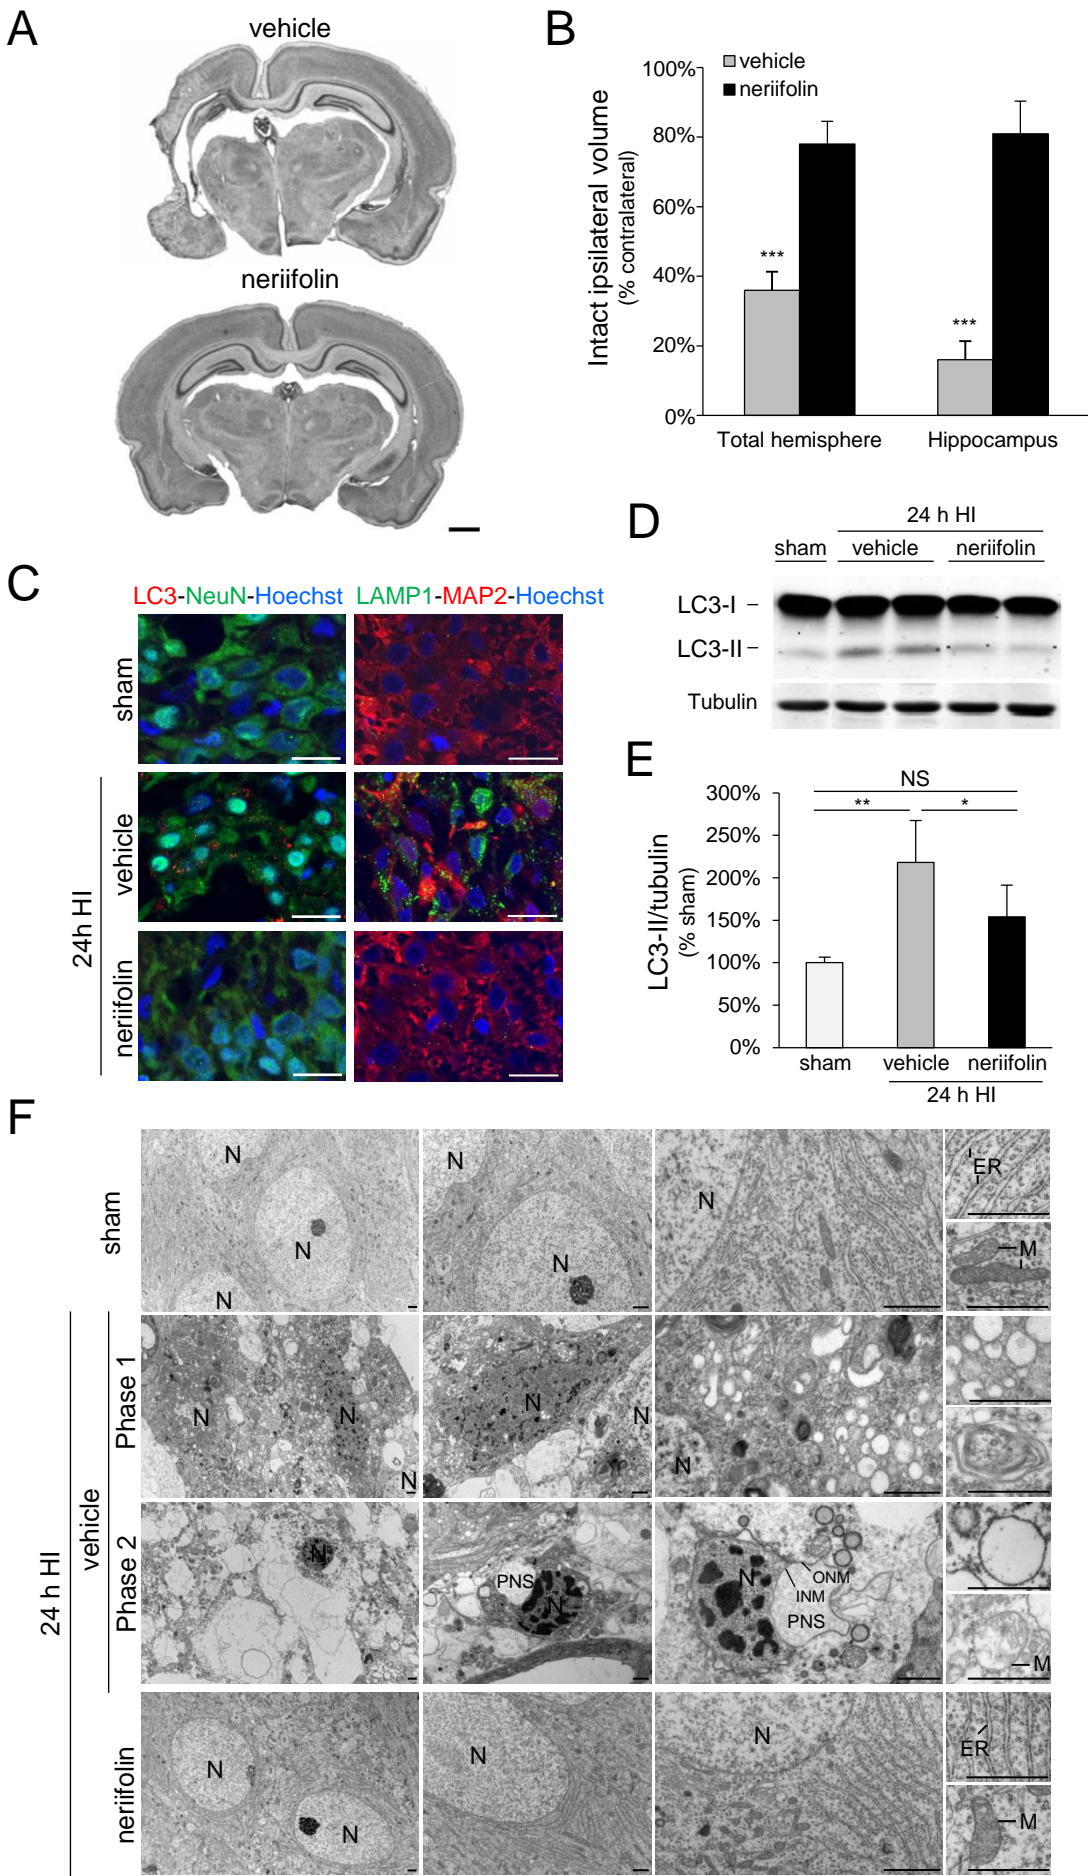 A
vehicle
neriifolin
B
vehicle
neriifolin
Intact ipsilateral volume
(% contralateral)
100%
80%
60%
40%
20%
0%
***
***
Total hemisphere
Hippocampus
C
LC3-NeuN-Hoechst
LAMP1-MAP2-Hoechst
sham
24h HI
vehicle
neriifolin
D
24 h HI
sham
vehicle
neriifolin
LC3-I
LC3-II
Tubulin
E
LC3-II/tubulin
(% sham)
300%
250%
200%
150%
100%
50%
0%
NS
**
*
sham
vehicle
neriifolin
24 h HI
F
sham
N
N
N
N
N
N
ER
M
24 h HI
vehicle
Phase 1
N
N
N
N
N
N
Phase 2
N
PNS
N
N
ONM
INM
PNS
M
neriifolin
N
N
N
N
ER
M